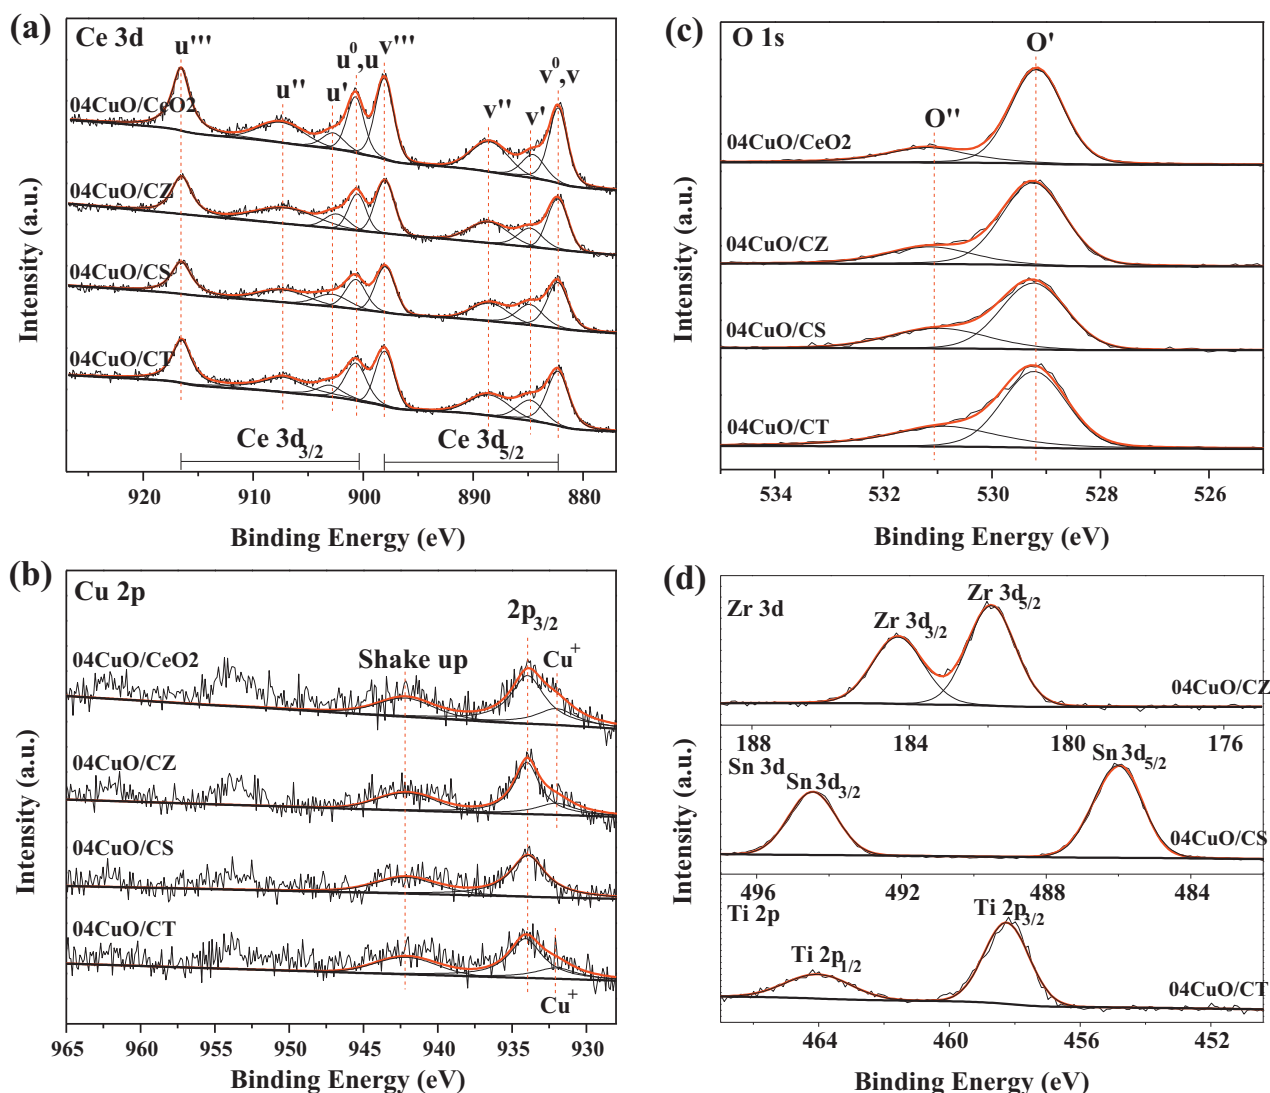 (a)
Ce 3d
u''' u'' u' u⁰,u v''' v'' v' v⁰,v
04CuO/CeO2
04CuO/CZ
04CuO/CS
04CuO/CT
Ce 3d3/2 Ce 3d5/2
920 910 900 890 880
Binding Energy (eV)
Intensity (a.u.)
(c)
O 1s
O'' O'
04CuO/CeO2
04CuO/CZ
04CuO/CS
04CuO/CT
534 532 530 528 526
Binding Energy (eV)
Intensity (a.u.)
(b)
Cu 2p
Shake up 2p3/2 Cu⁺
04CuO/CeO2
04CuO/CZ
04CuO/CS
04CuO/CT
Cu⁺
965 960 955 950 945 940 935 930
Binding Energy (eV)
Intensity (a.u.)
(d)
Zr 3d
Zr 3d3/2 Zr 3d5/2
04CuO/CZ
188 184 180 176
Sn 3d
Sn 3d3/2 Sn 3d5/2
04CuO/CS
496 492 488 484
Ti 2p
Ti 2p1/2 Ti 2p3/2
04CuO/CT
464 460 456 452
Binding Energy (eV)
Intensity (a.u.)